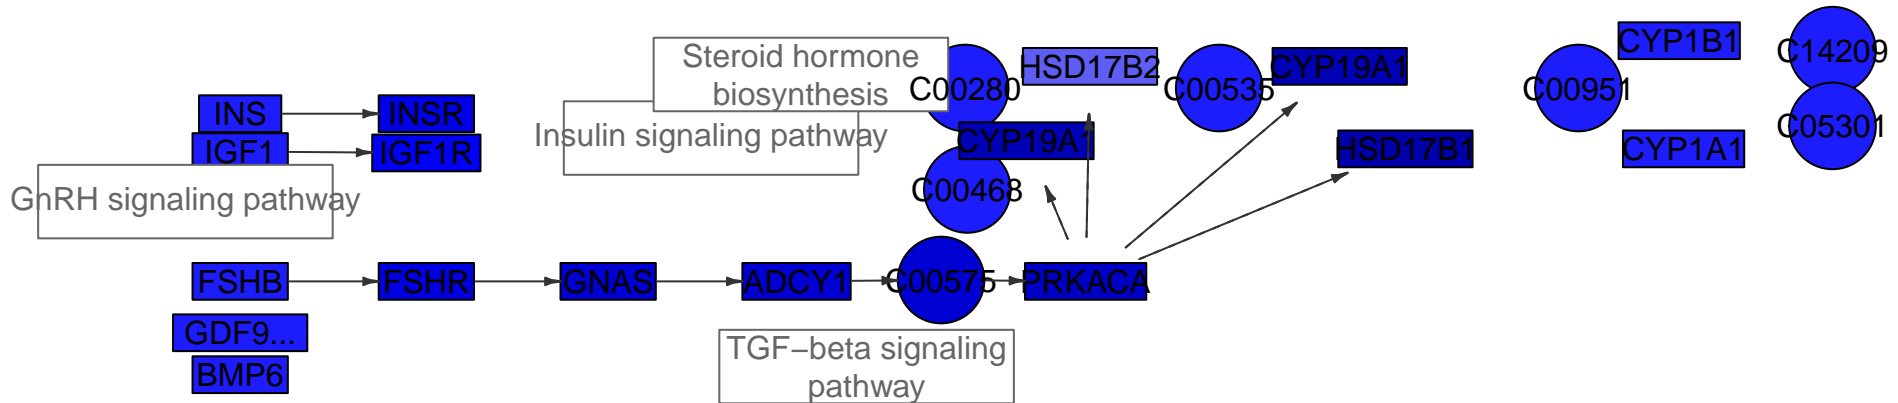 Steroid hormone
biosynthesis
C00280
HSD17B2
C00535
CYP19A1
C00951
CYP1B1
C14209
INS
INSR
Insulin signaling pathway
CYP19A1
HSD17B1
CYP1A1
C05301
IGF1
IGF1R
GnRH signaling pathway
C00468
FSHB
FSHR
GNAS
ADCY1
C00575
PRKACA
GDF9...
BMP6
TGF−beta signaling
pathway